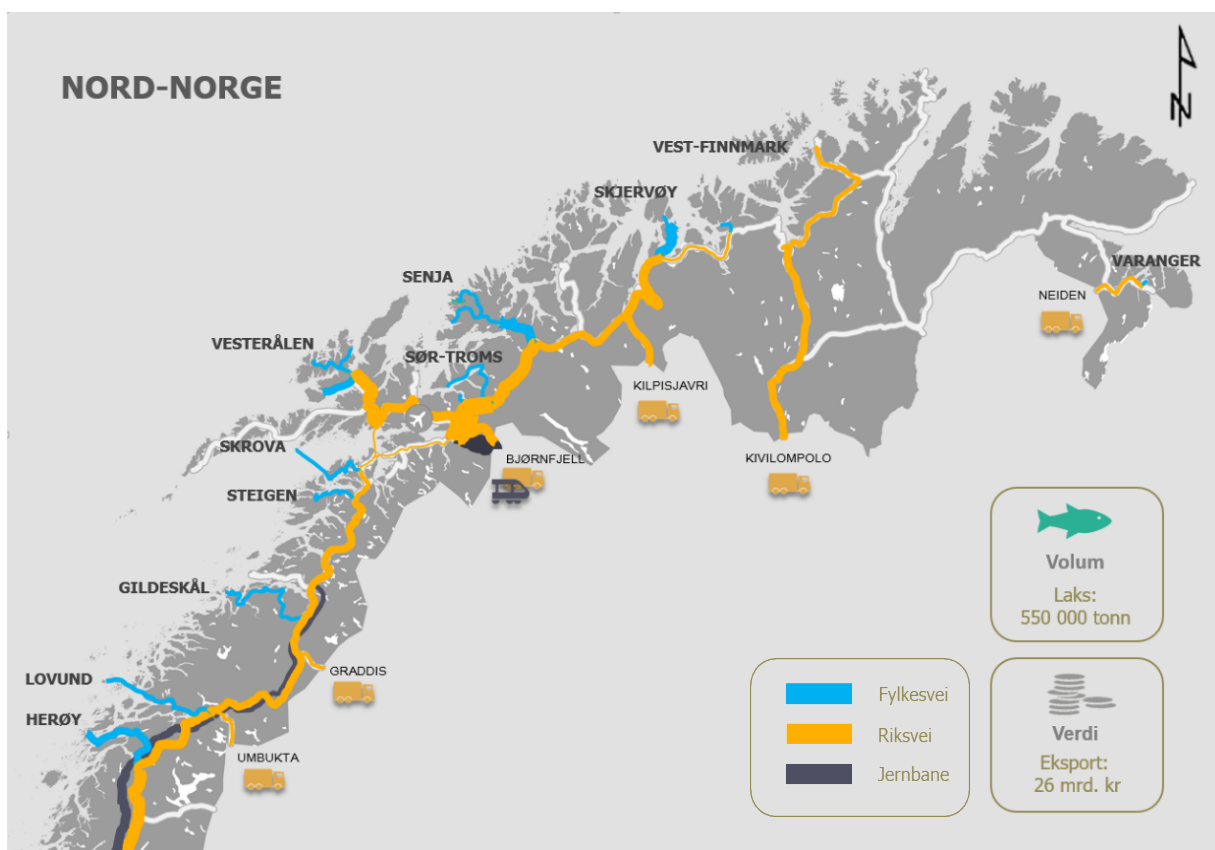 NORD-NORGE
N
VEST-FINNMARK
SKJERVØY
SENJA
VARANGER
NEIDEN
VESTERÅLEN
SØR-TROMS
KILPISJAVRI
SKROVA
BJØRNFJELL
KIVILOMPOLO
STEIGEN
GILDESKÅL
LOVUND
GRADDIS
HERØY
UMBUKTA
Volum
Laks:
550 000 tonn
Fylkesvei
Riksvei
Jernbane
Verdi
Eksport:
26 mrd. kr